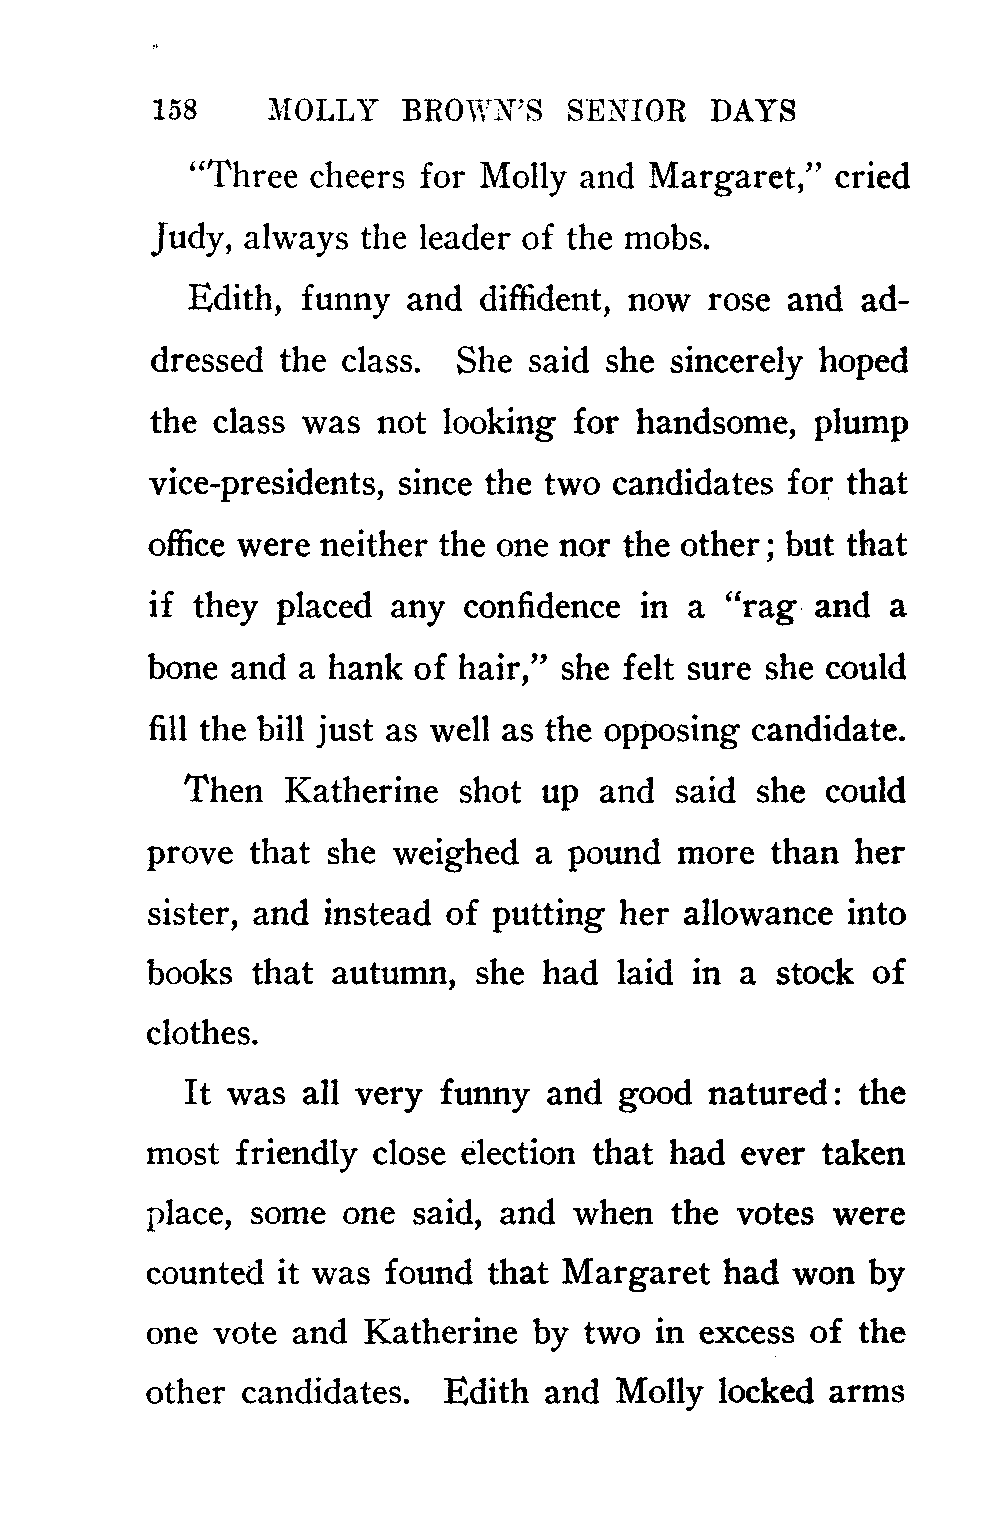 158 MOLLY BROWN'S SENIOR DAYS
“Three cheers for Molly and Margaret,” cried
Judy, always the leader of the mobs.
Edith, funny and diffident, now rose and ad-
dressed the class. She said she sincerely hoped
the class was not looking for handsome, plump
vice-presidents, since the two candidates for that
office were neither the one nor the other; but that
if they placed any confidence in a “rag and a
bone and a hank of hair,” she felt sure she could
fill the bill just as well as the opposing candidate.
Then Katherine shot up and said she could
prove that she weighed a pound more than her
sister, and instead of putting her allowance into
books that autumn, she had laid in a stock of
clothes.
It was all very funny and good natured: the
most friendly close election that had ever taken
place, some one said, and when the votes were
counted it was found that Margaret had won by
one vote and Katherine by two in excess of the
other candidates. Edith and Molly locked arms